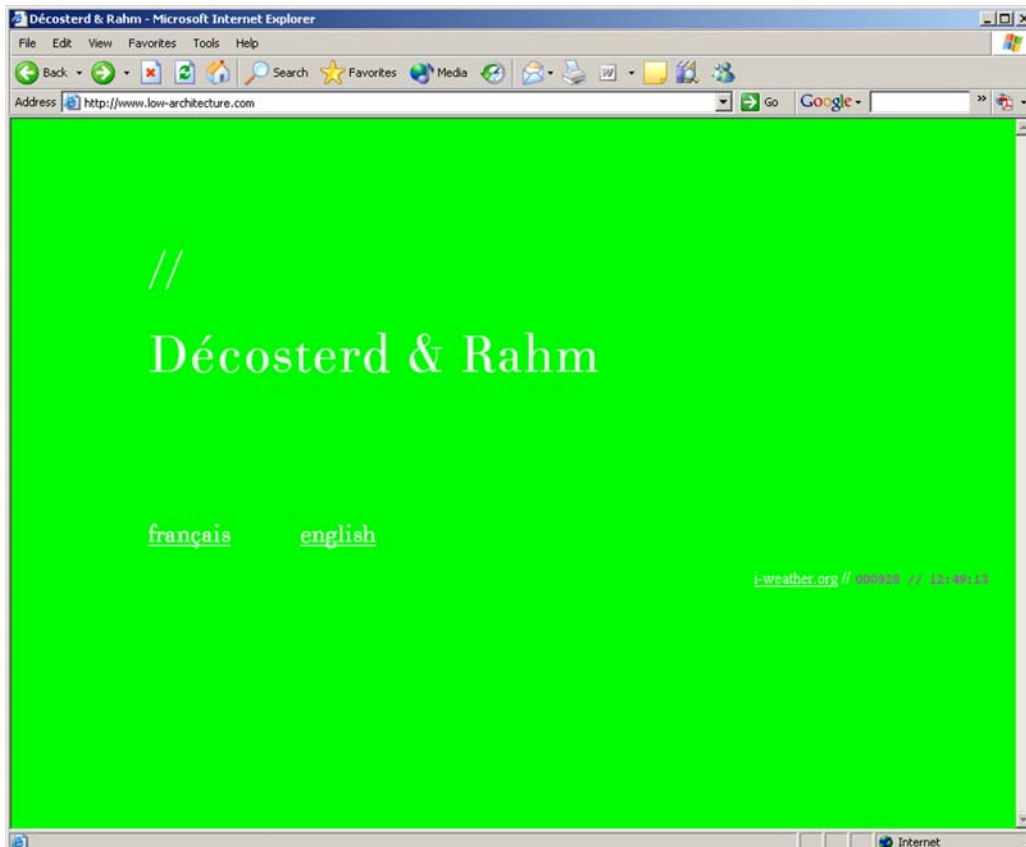 Décosterd & Rahm - Microsoft Internet Explorer
File Edit View Favorites Tools Help
Back Search Favorites Media
Address http://www.low-architecture.com Go Google
//
Décosterd & Rahm
français english
i-weather.org // 000928 // 12:49:13
Internet